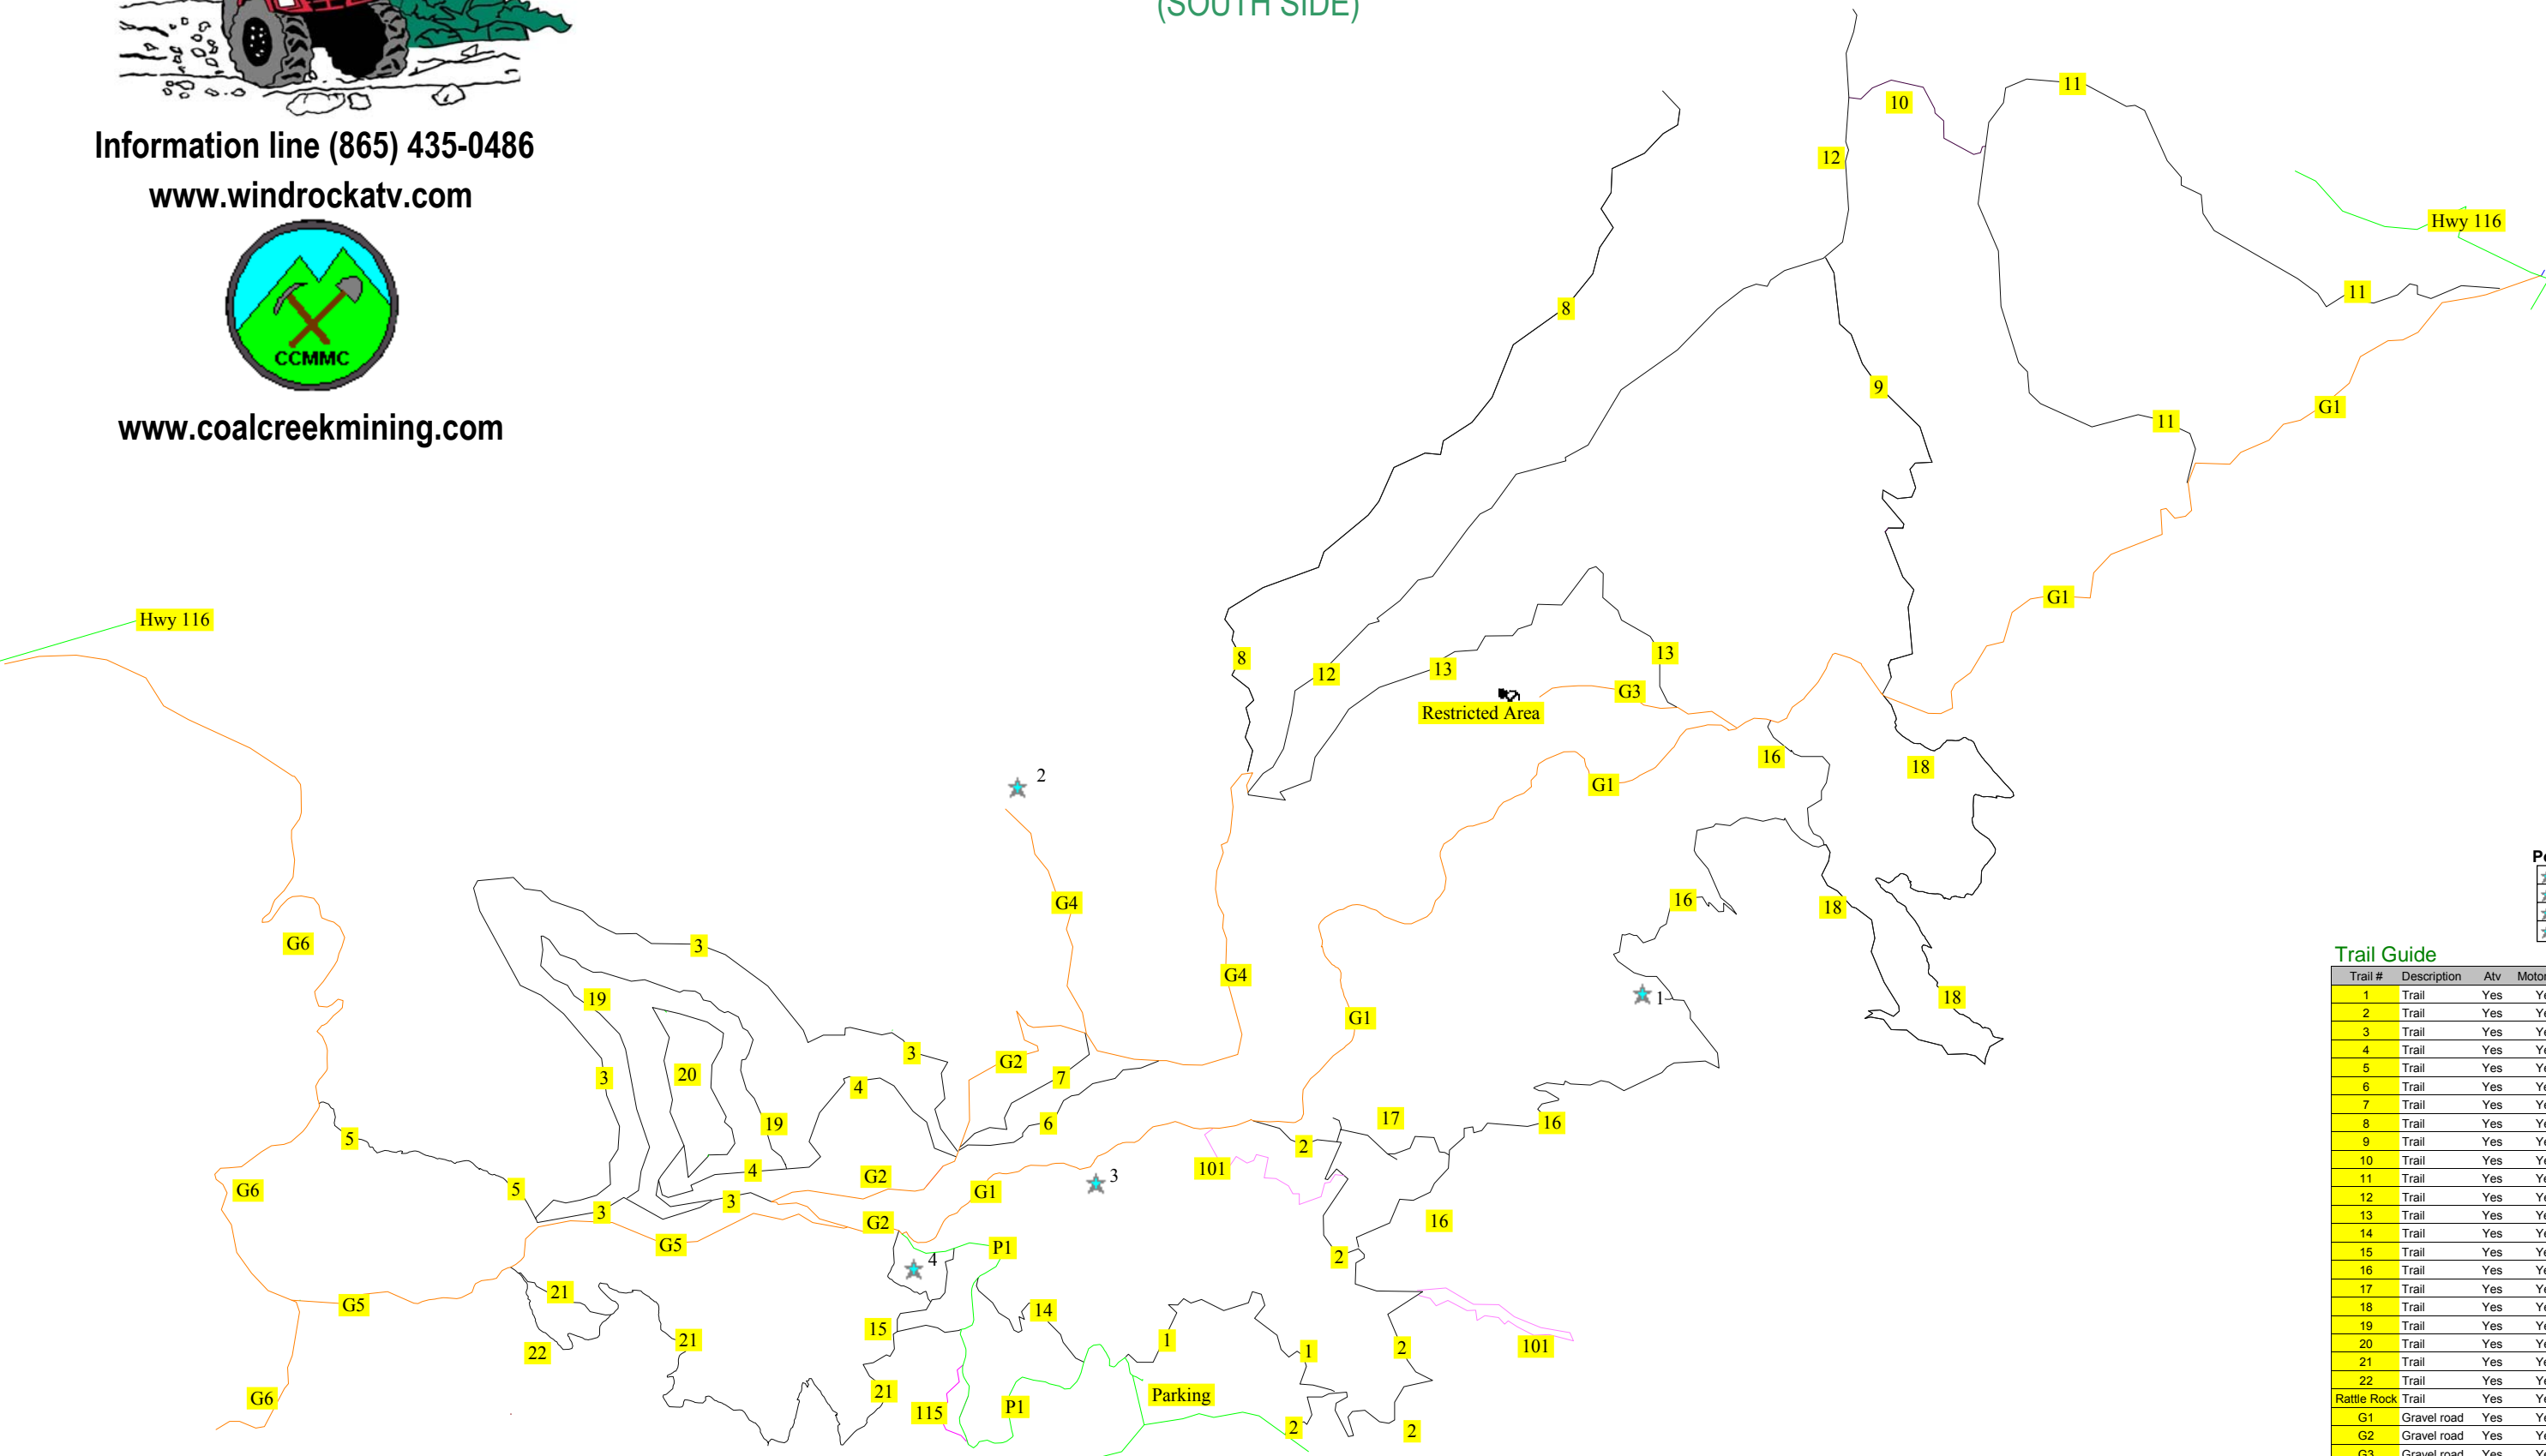 (SOUTH SIDE)
Information line (865) 435-0486
www.windrockatv.com
CCMMC
www.coalcreekmining.com
11
10
12
Hwy 116
11
8
9
G1
11
G1
Hwy 116
8
12
13
13
G3
Restricted Area
16
18
G1
2
G4
16
18
G6
3
G4
19
1
18
G1
3
G2
20
3
7
4
6
19
17
16
5
2
101
4
G2
3
G6
5
G1
3
3
16
G2
G5
P1
2
4
21
G5
14
15
1
2
101
22
21
1
21
Parking
G6
115
P1
2
2
Trail Guide
Trail # Description Atv
1 Trail Yes
2 Trail Yes
3 Trail Yes
4 Trail Yes
5 Trail Yes
6 Trail Yes
7 Trail Yes
8 Trail Yes
9 Trail Yes
10 Trail Yes
11 Trail Yes
12 Trail Yes
13 Trail Yes
14 Trail Yes
15 Trail Yes
16 Trail Yes
17 Trail Yes
18 Trail Yes
19 Trail Yes
20 Trail Yes
21 Trail Yes
22 Trail Yes
Rattle Rock Trail Yes
G1 Gravel road Yes
G2 Gravel road Yes
G3 Gravel road Yes